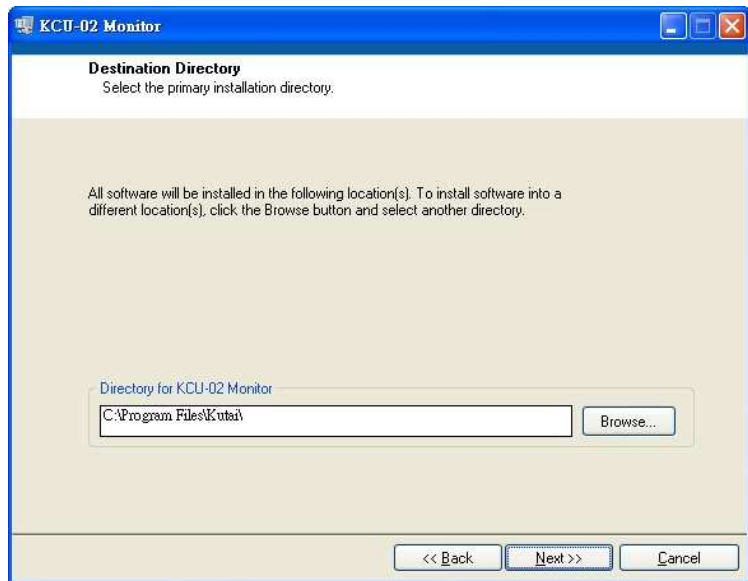 KCU-02 Monitor
Destination Directory
Select the primary installation directory.
All software will be installed in the following location(s). To install software into a
different location(s), click the Browse button and select another directory.
Directory for KCU-02 Monitor
C:\Program Files\Kutai\
Browse...
<< Back
Next >>
Cancel